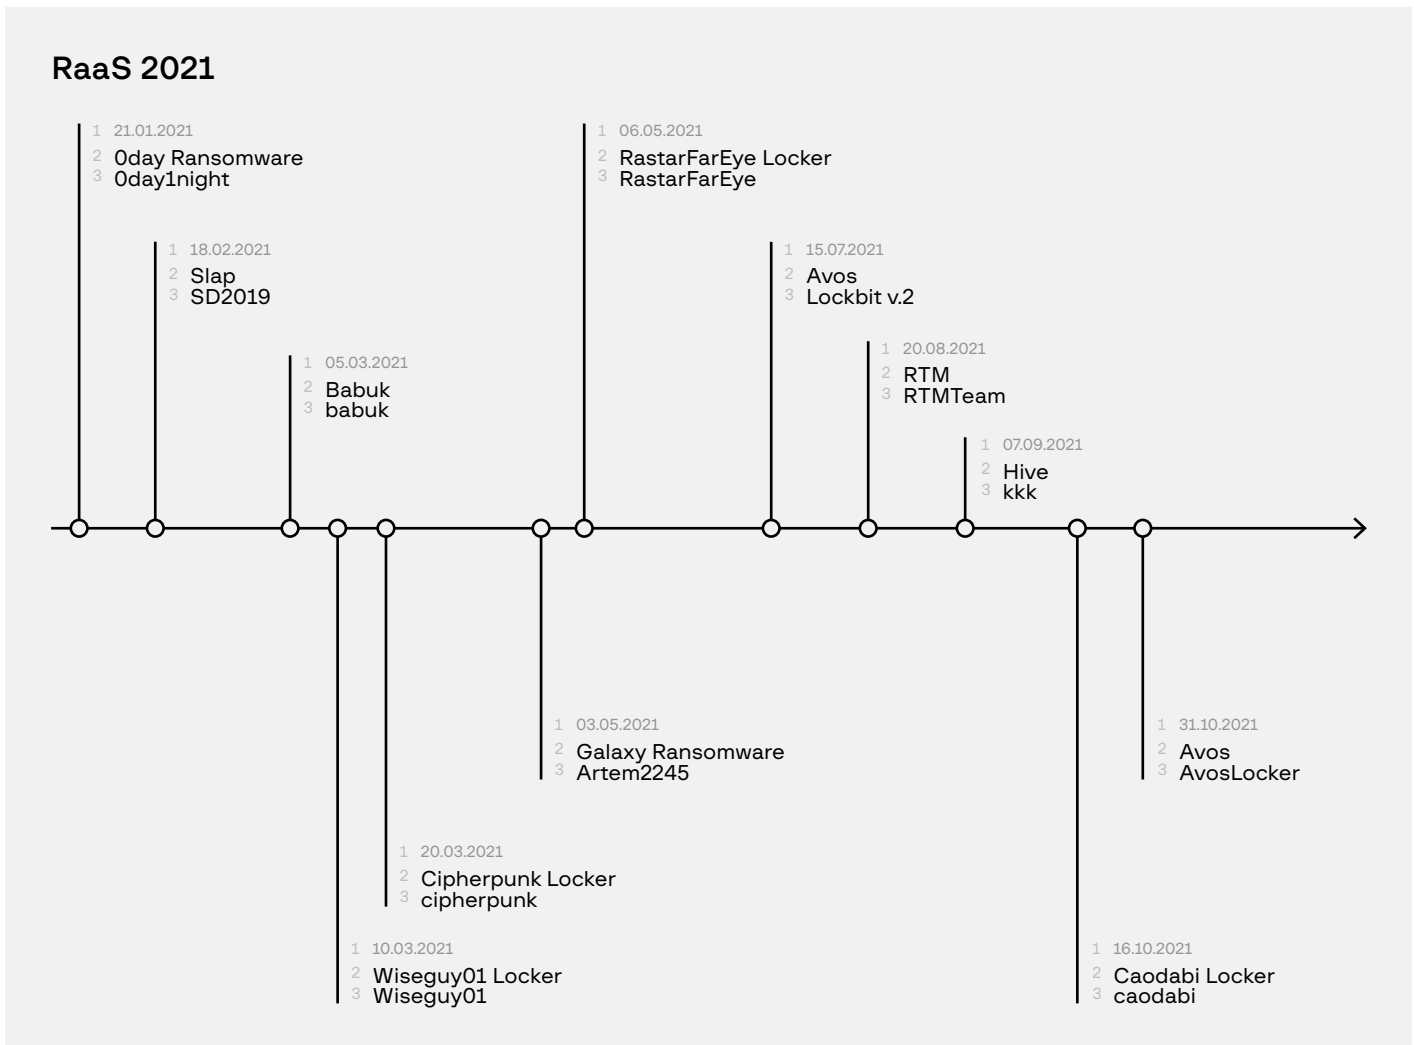 RaaS 2021
1 21.01.2021
2 0day Ransomware
3 0day1night
1 06.05.2021
2 RastarFarEye Locker
3 RastarFarEye
1 18.02.2021
2 Slap
3 SD2019
1 15.07.2021
2 Avos
3 Lockbit v.2
1 05.03.2021
2 Babuk
3 babuk
1 20.08.2021
2 RTM
3 RTMTeam
1 07.09.2021
2 Hive
3 kkk
1 03.05.2021
2 Galaxy Ransomware
3 Artem2245
1 31.10.2021
2 Avos
3 AvosLocker
1 20.03.2021
2 Cipherpunk Locker
3 cipherpunk
1 10.03.2021
2 Wiseguy01 Locker
3 Wiseguy01
1 16.10.2021
2 Caodabi Locker
3 caodabi